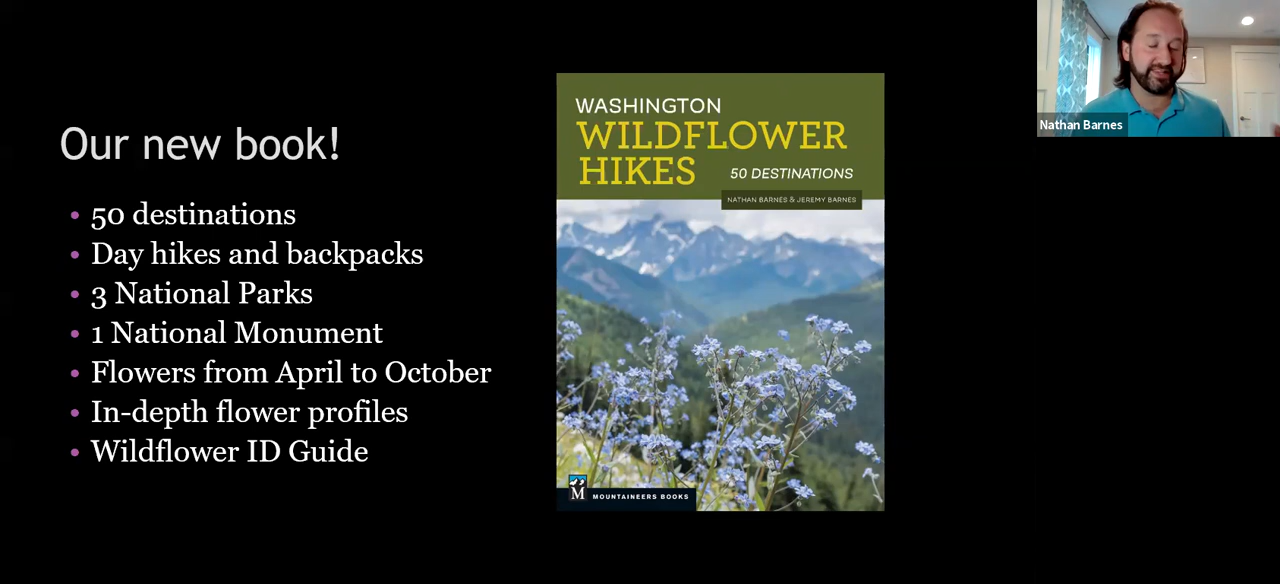 Our new book!
• 50 destinations
• Day hikes and backpacks
• 3 National Parks
• 1 National Monument
• Flowers from April to October
• In-depth flower profiles
• Wildflower ID Guide
WASHINGTON
WILDFLOWER
HIKES
50 DESTINATIONS
NATHAN BARNES & JEREMY BARNES
M
MOUNTAINEERS BOOKS
Nathan Barnes